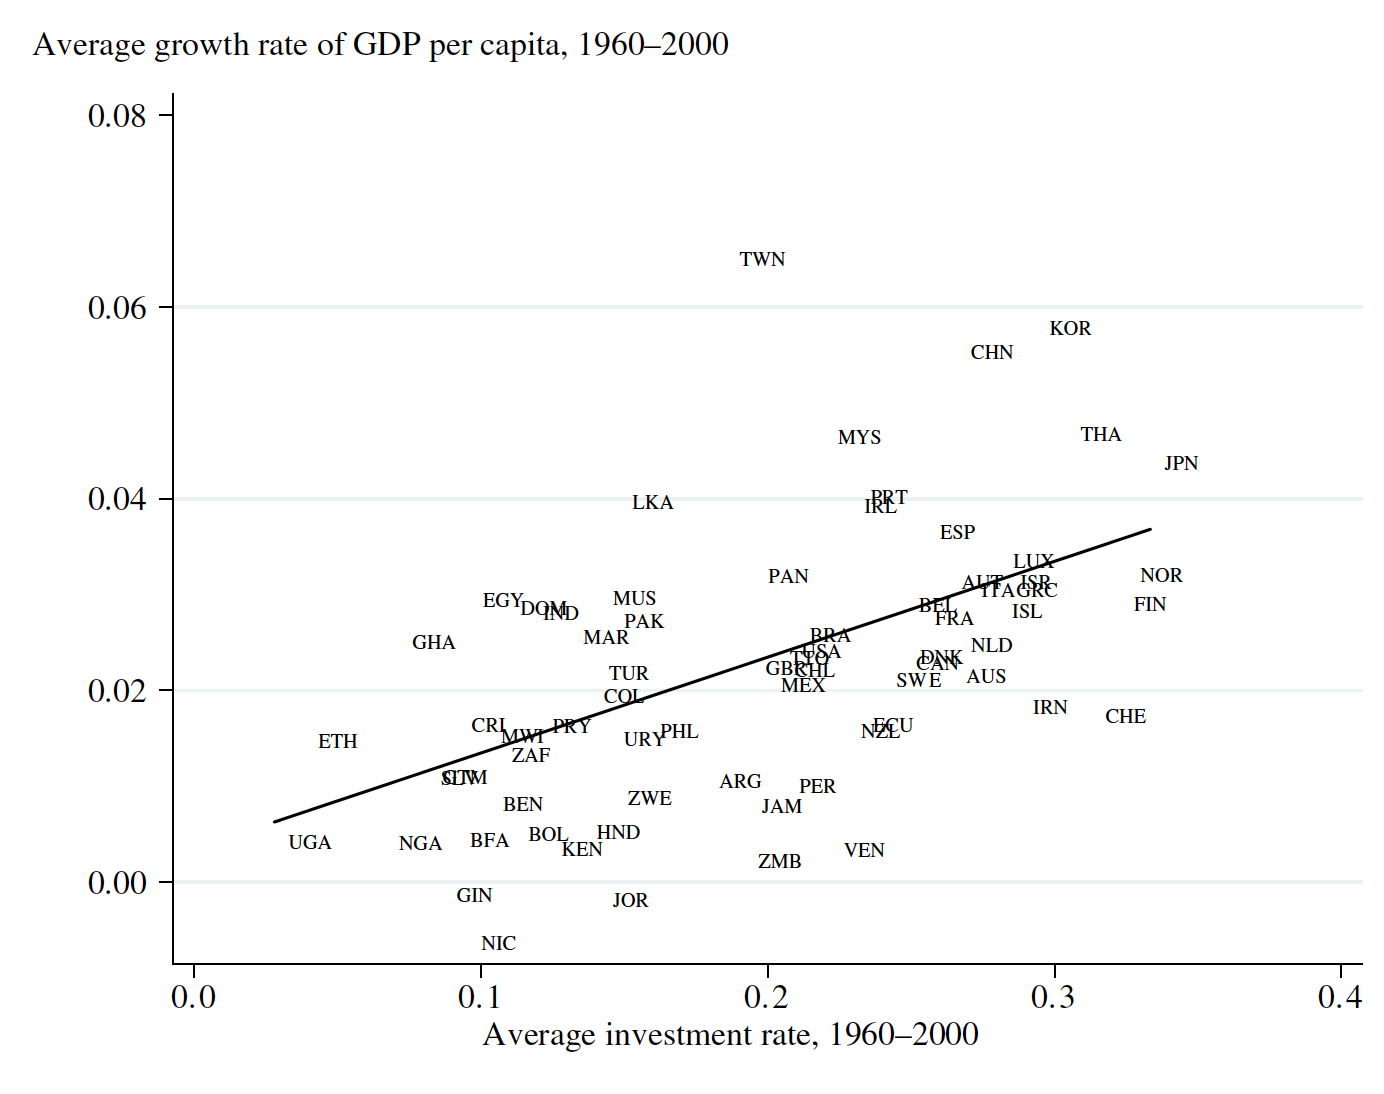 Average growth rate of GDP per capita, 1960–2000
0.08
TWN
0.06
KOR
CHN
THA
MYS
JPN
0.04
PRT
LKA
IRL
ESP
LUX
PAN
NOR
AUT
ISR
ITA GRC
EGY
MUS
DOM
IND
BEL
FIN
ISL
PAK
FRA
GHA
MAR
BRA
NLD
USA
TTO
DNK
CAN
TUR
GBR
CHL
SWE
AUS
0.02
COL
MEX
IRN
CHE
CRI
PRY
ECU
MWI
PHL
NZL
ETH
URY
ZAF
SLV
GTM
ARG
PER
BEN
ZWE
JAM
UGA
NGA
BFA
BOL
HND
KEN
VEN
ZMB
0.00
GIN
JOR
NIC
0.0 0.1 0.2 0.3 0.4
Average investment rate, 1960–2000